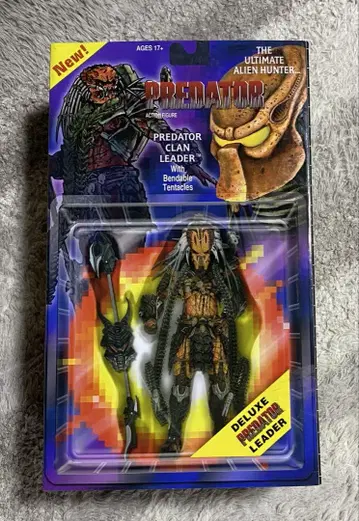 New!
AGES 17+
THE
ULTIMATE
ALIEN HUNTER...
PREDATOR
ACTION FIGURE
PREDATOR
CLAN
LEADER
With
Bendable
Tentacles
DELUXE
PREDATOR
LEADER